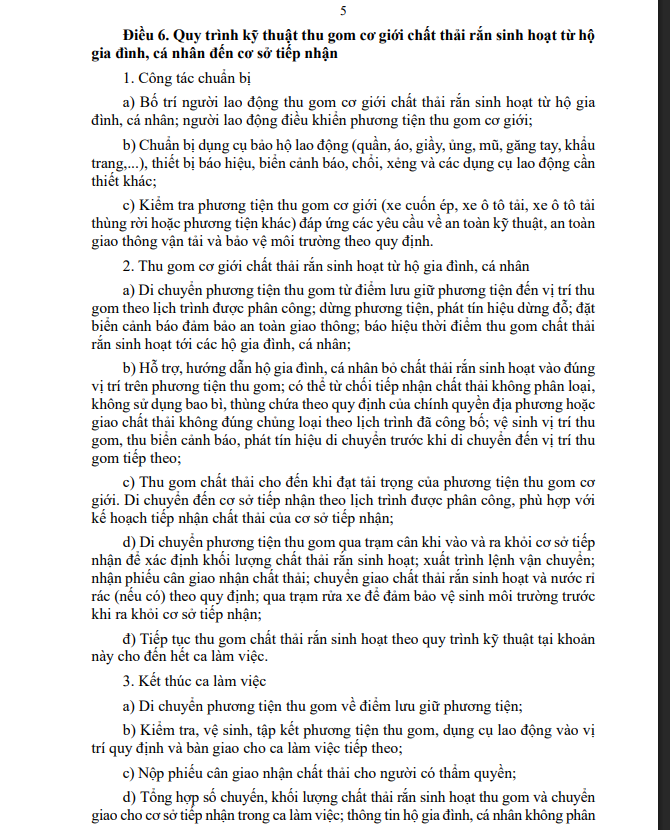 5
Điều 6. Quy trình kỹ thuật thu gom cơ giới chất thải rắn sinh hoạt từ hộ
gia đình, cá nhân đến cơ sở tiếp nhận
1. Công tác chuẩn bị
a) Bố trí người lao động thu gom cơ giới chất thải rắn sinh hoạt từ hộ gia
đình, cá nhân; người lao động điều khiển phương tiện thu gom cơ giới;
b) Chuẩn bị dụng cụ bảo hộ lao động (quần, áo, giầy, ủng, mũ, găng tay, khẩu
trang,...), thiết bị báo hiệu, biển cảnh báo, chổi, xẻng và các dụng cụ lao động cần
thiết khác;
c) Kiểm tra phương tiện thu gom cơ giới (xe cuốn ép, xe ô tô tải, xe ô tô tải
thùng rời hoặc phương tiện khác) đáp ứng các yêu cầu về an toàn kỹ thuật, an toàn
giao thông vận tải và bảo vệ môi trường theo quy định.
2. Thu gom cơ giới chất thải rắn sinh hoạt từ hộ gia đình, cá nhân
a) Di chuyển phương tiện thu gom từ điểm lưu giữ phương tiện đến vị trí thu
gom theo lịch trình được phân công; dừng phương tiện, phát tín hiệu dừng đỗ; đặt
biển cảnh báo đảm bảo an toàn giao thông; báo hiệu thời điểm thu gom chất thải
rắn sinh hoạt tới các hộ gia đình, cá nhân;
b) Hỗ trợ, hướng dẫn hộ gia đình, cá nhân bỏ chất thải rắn sinh hoạt vào đúng
vị trí trên phương tiện thu gom; có thể từ chối tiếp nhận chất thải không phân loại,
không sử dụng bao bì, thùng chứa theo quy định của chính quyền địa phương hoặc
giao chất thải không đúng chủng loại theo lịch trình đã công bố; vệ sinh vị trí thu
gom, thu biển cảnh báo, phát tín hiệu di chuyển trước khi di chuyển đến vị trí thu
gom tiếp theo;
c) Thu gom chất thải cho đến khi đạt tải trọng của phương tiện thu gom cơ
giới. Di chuyển đến cơ sở tiếp nhận theo lịch trình được phân công, phù hợp với
kế hoạch tiếp nhận chất thải của cơ sở tiếp nhận;
d) Di chuyển phương tiện thu gom qua trạm cân khi vào và ra khỏi cơ sở tiếp
nhận để xác định khối lượng chất thải rắn sinh hoạt; xuất trình lệnh vận chuyển;
nhận phiếu cân giao nhận chất thải; chuyển giao chất thải rắn sinh hoạt và nước rỉ
rác (nếu có) theo quy định; qua trạm rửa xe để đảm bảo vệ sinh môi trường trước
khi ra khỏi cơ sở tiếp nhận;
đ) Tiếp tục thu gom chất thải rắn sinh hoạt theo quy trình kỹ thuật tại khoản
này cho đến hết ca làm việc.
3. Kết thúc ca làm việc
a) Di chuyển phương tiện thu gom về điểm lưu giữ phương tiện;
b) Kiểm tra, vệ sinh, tập kết phương tiện thu gom, dụng cụ lao động vào vị
trí quy định và bàn giao cho ca làm việc tiếp theo;
c) Nộp phiếu cân giao nhận chất thải cho người có thẩm quyền;
d) Tổng hợp số chuyến, khối lượng chất thải rắn sinh hoạt thu gom và chuyển
giao cho cơ sở tiếp nhận trong ca làm việc; thông tin hộ gia đình, cá nhân không phân